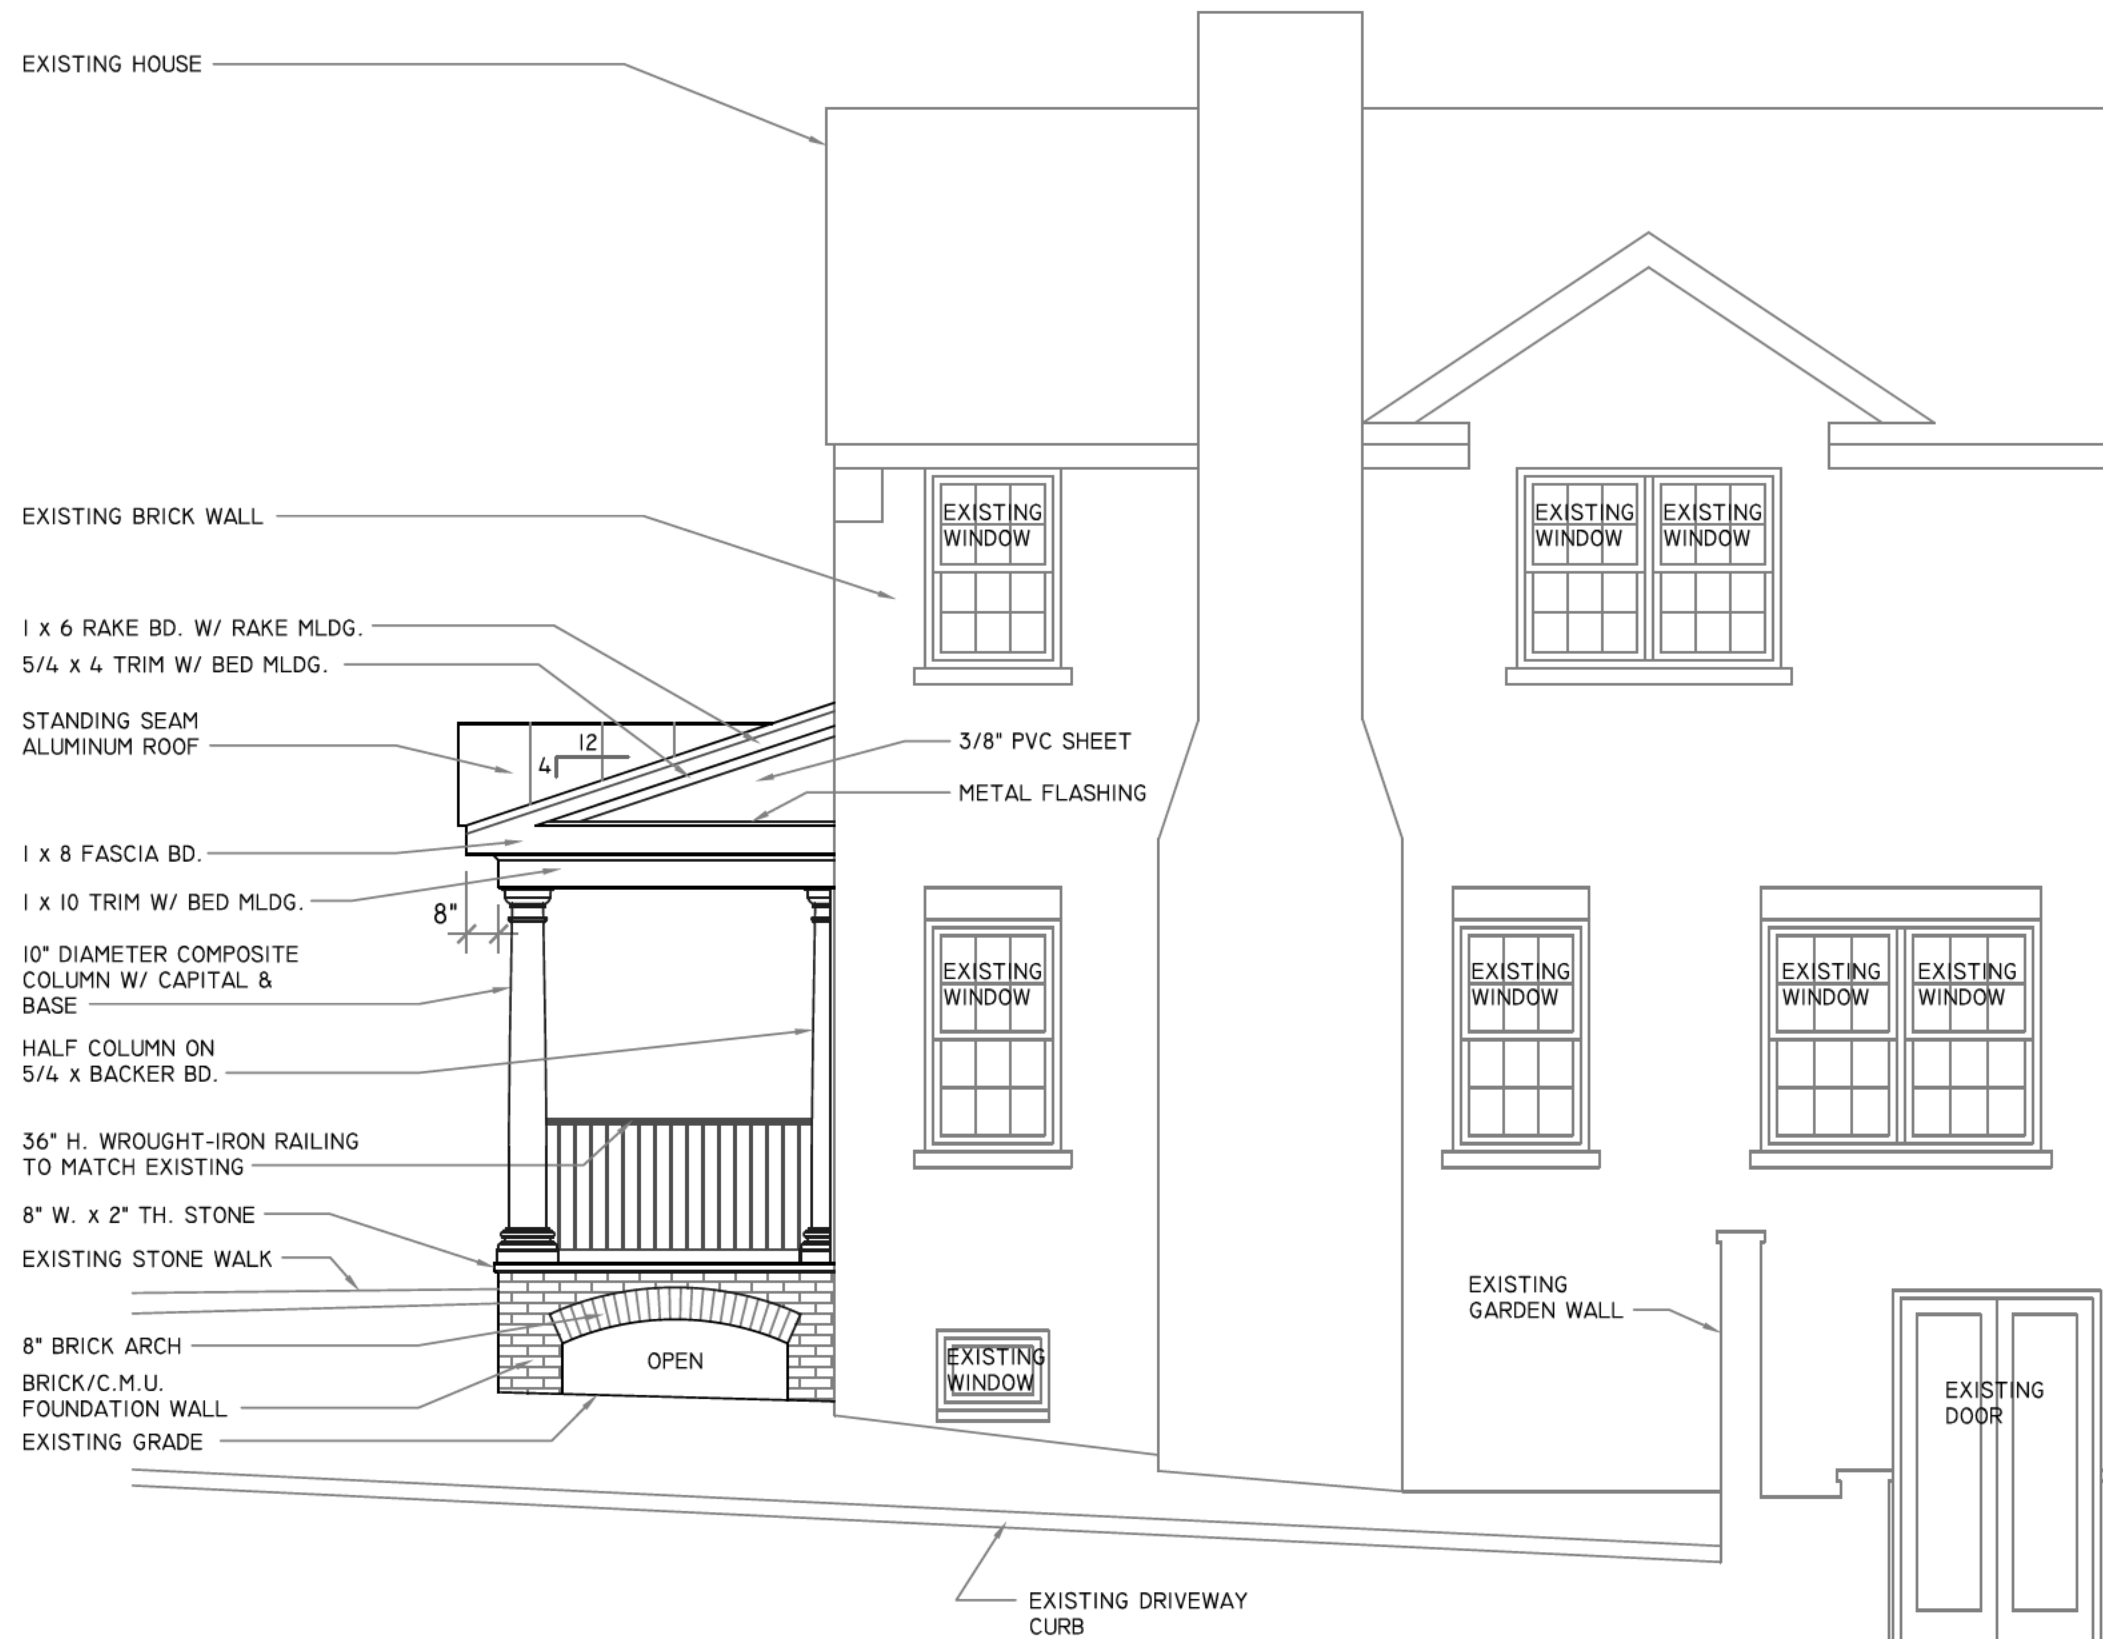 EXISTING HOUSE
EXISTING BRICK WALL
1 x 6 RAKE BD. W/ RAKE MLDG.
5/4 x 4 TRIM W/ BED MLDG.
STANDING SEAM
ALUMINUM ROOF
12
4
1 x 8 FASCIA BD.
1 x 10 TRIM W/ BED MLDG.
8"
10" DIAMETER COMPOSITE
COLUMN W/ CAPITAL &
BASE
HALF COLUMN ON
5/4 x BACKER BD.
36" H. WROUGHT-IRON RAILING
TO MATCH EXISTING
8" W. x 2" TH. STONE
EXISTING STONE WALK
8" BRICK ARCH
BRICK/C.M.U.
FOUNDATION WALL
EXISTING GRADE
OPEN
3/8" PVC SHEET
METAL FLASHING
EXISTING
WINDOW
EXISTING
WINDOW
EXISTING
WINDOW
EXISTING
WINDOW
EXISTING
WINDOW
EXISTING
WINDOW
EXISTING
WINDOW
EXISTING
WINDOW
EXISTING
GARDEN WALL
EXISTING
DOOR
EXISTING DRIVEWAY
CURB